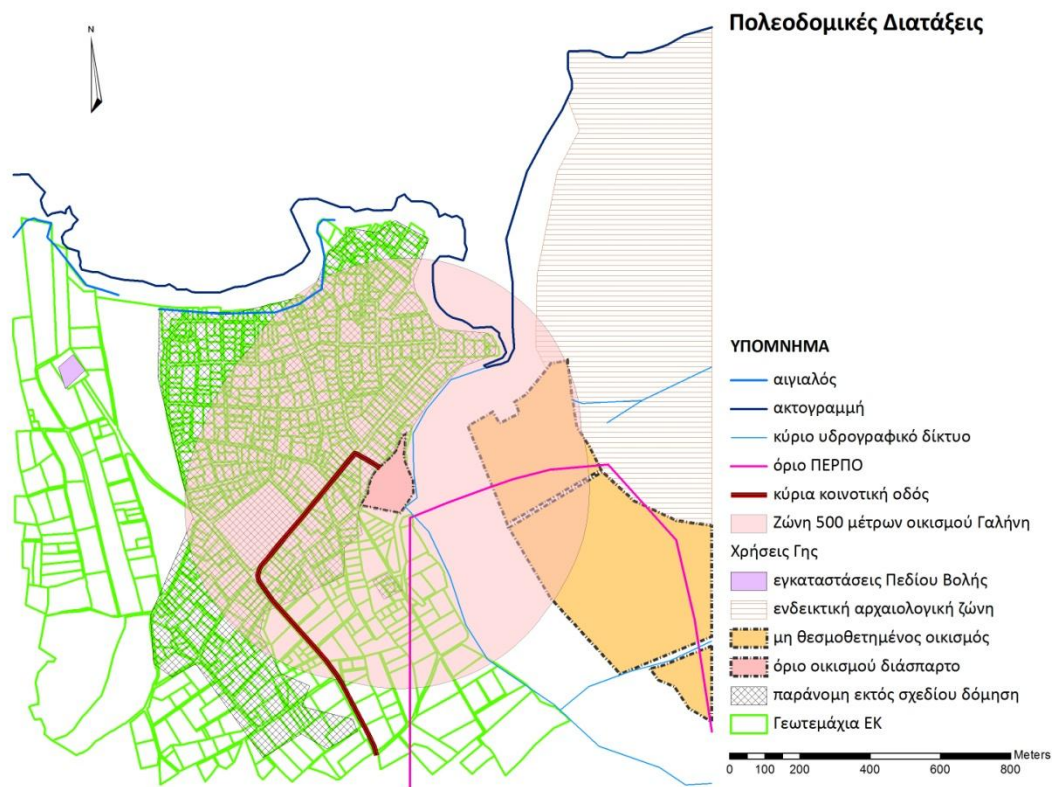 Πολεοδομικές Διατάξεις
N
ΥΠΟΜΝΗΜΑ
αιγιαλός
ακτογραμμή
κύριο υδρογραφικό δίκτυο
όριο ΠΕΡΠΟ
κύρια κοινοτική οδός
Ζώνη 500 μέτρων οικισμού Γαλήνη
Χρήσεις Γης
εγκαταστάσεις Πεδίου Βολής
ενδεικτική αρχαιολογική ζώνη
μη θεσμοθετημένος οικισμός
όριο οικισμού διάσπαρτο
παράνομη εκτός σχεδίου δόμηση
Γεωτεμάχια ΕΚ
Meters
0 100 200 400 600 800